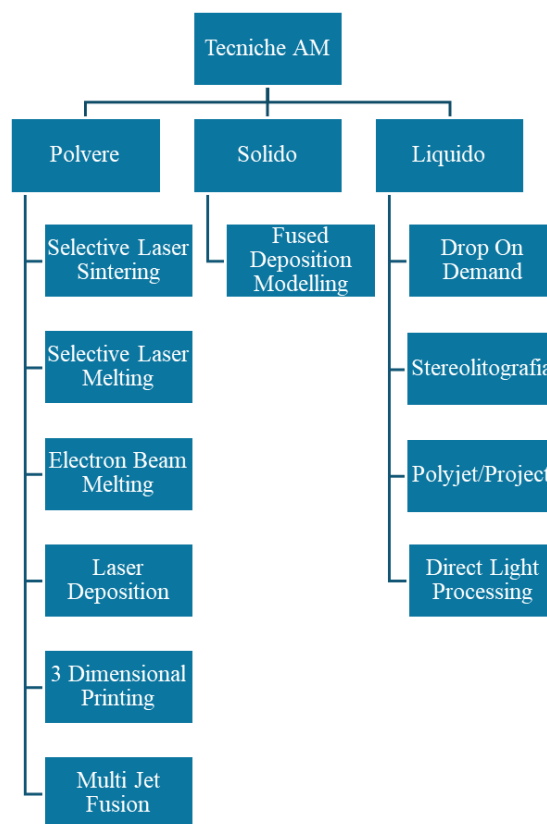 Tecniche AM
Polvere
Solido
Liquido
Selective Laser
Sintering
Selective Laser
Melting
Electron Beam
Melting
Laser
Deposition
3 Dimensional
Printing
Multi Jet
Fusion
Fused
Deposition
Modelling
Drop On
Demand
Stereolitografia
Polyjet/Project
Direct Light
Processing